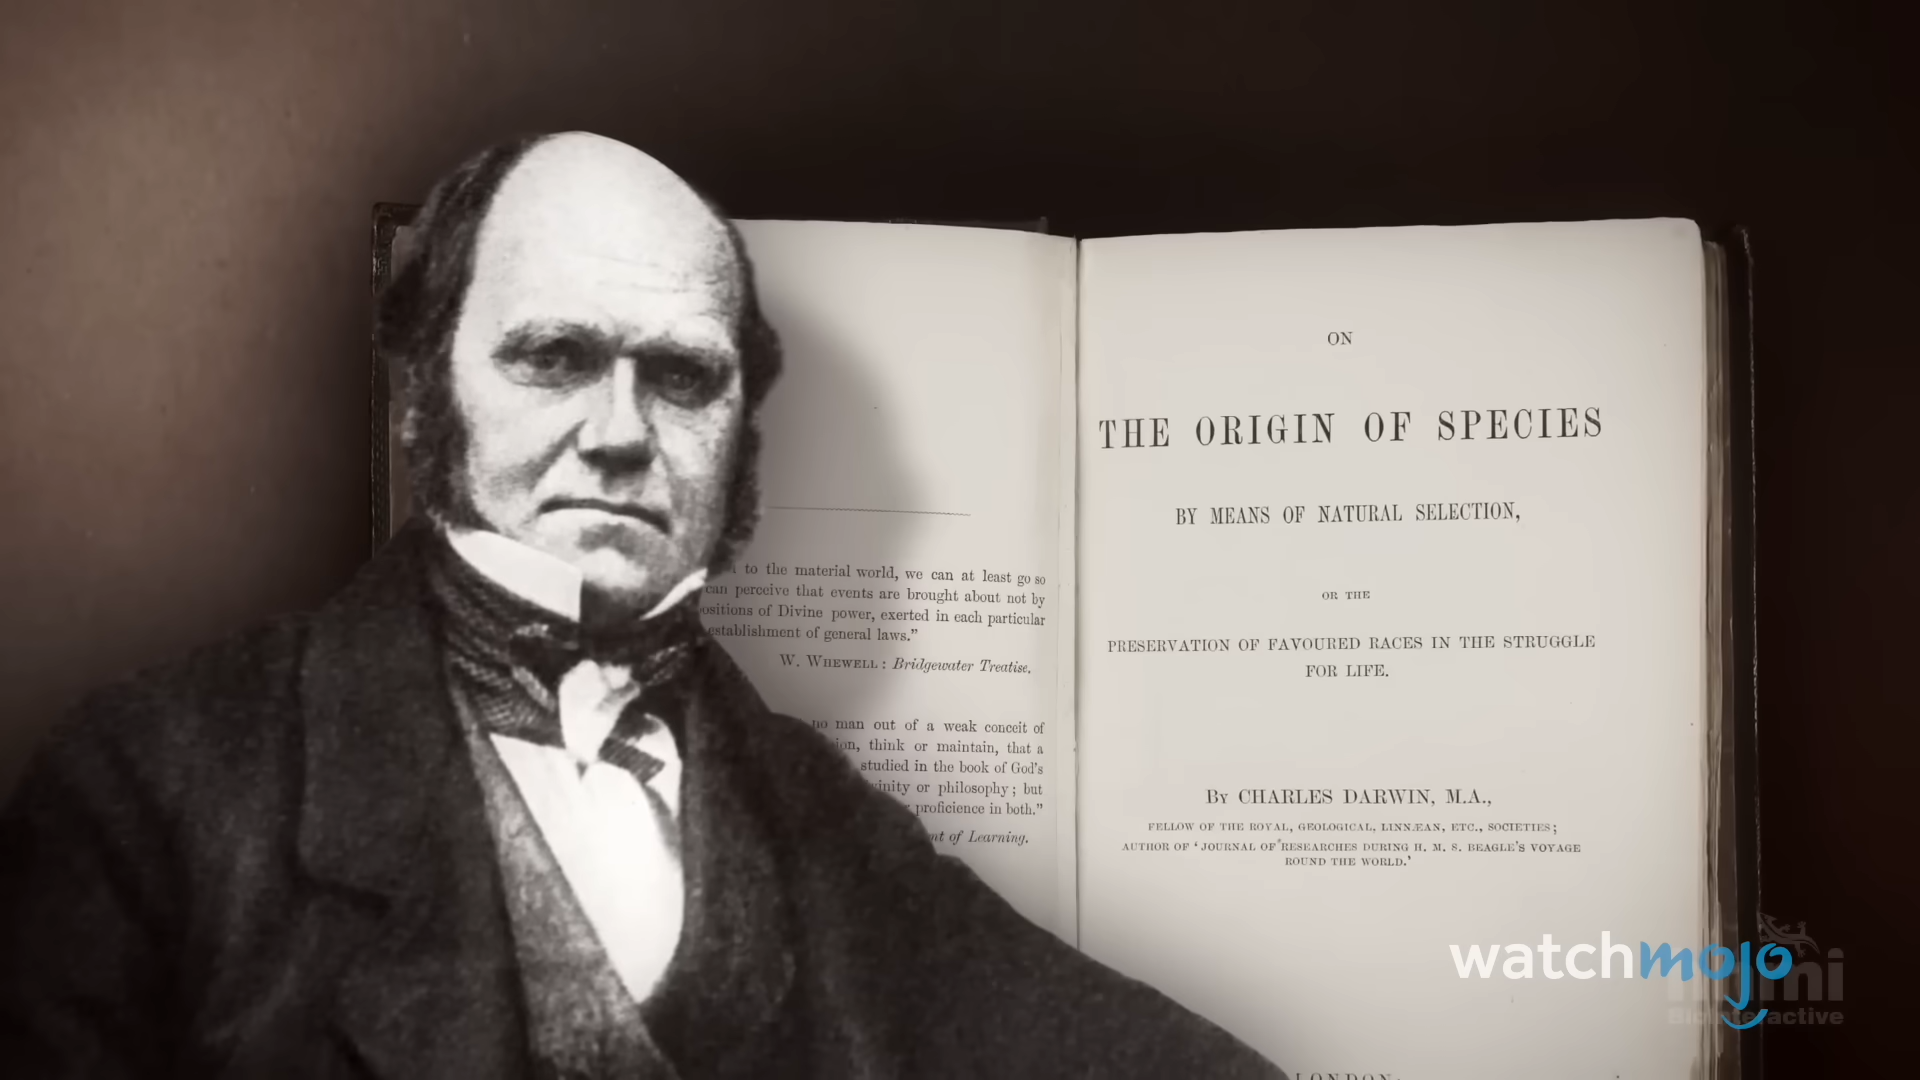 to the material world, we can at least go so
can perceive that events are brought about not by
ositions of Divine power, exerted in each particular
establishment of general laws.”
W. Whewell : Bridgewater Treatise.
no man out of a weak conceit of
ion, think or maintain, that a
studied in the book of God's
inity or philosophy ; but
proficience in both.”
nt of Learning.
ON
THE ORIGIN OF SPECIES
BY MEANS OF NATURAL SELECTION,
OR THE
PRESERVATION OF FAVOURED RACES IN THE STRUGGLE
FOR LIFE.
By CHARLES DARWIN, M.A.,
FELLOW OF THE ROYAL, GEOLOGICAL, LINNÆAN, ETC., SOCIETIES ;
AUTHOR OF ‘ JOURNAL OF RESEARCHES DURING H. M. S. BEAGLE'S VOYAGE
ROUND THE WORLD.’
LONDON:
watchmojo